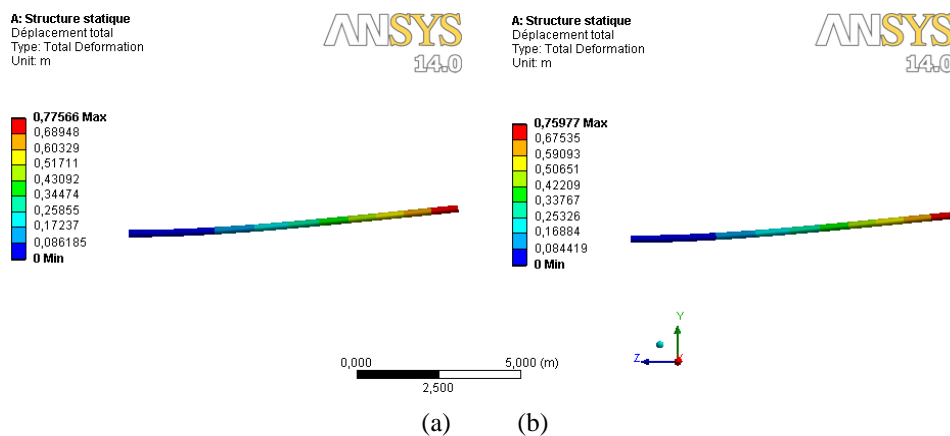 A: Structure statique
Déplacement total
Type: Total Deformation
Unit: m
ANSYS
14.0
0,77566 Max
0,68948
0,60329
0,51711
0,43092
0,34474
0,25855
0,17237
0,086185
0 Min
A: Structure statique
Déplacement total
Type: Total Deformation
Unit: m
ANSYS
14.0
0,75977 Max
0,67535
0,59093
0,50651
0,42209
0,33767
0,25326
0,16884
0,084419
0 Min
Y
Z
X
0,000
5,000 (m)
2,500
(a)
(b)